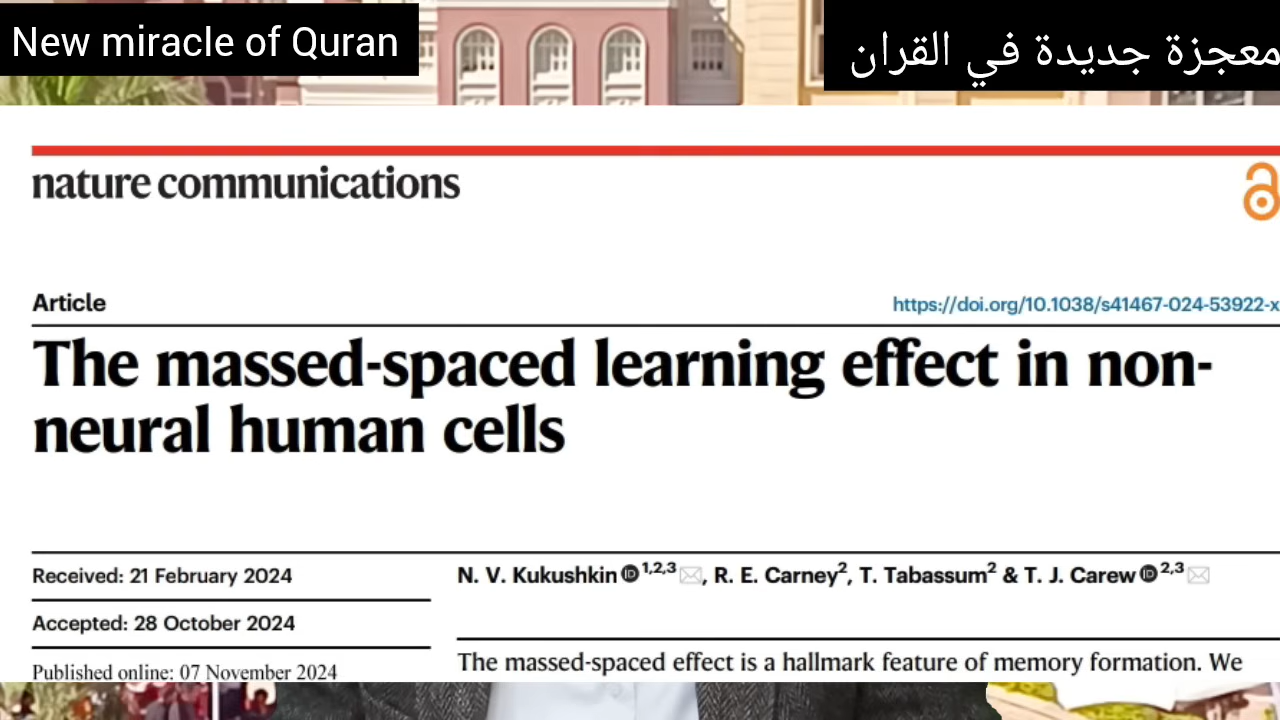 New miracle of Quran
معجزة جديدة في القران
nature communications
Article
https://doi.org/10.1038/s41467-024-53922-x
The massed-spaced learning effect in non-
neural human cells
Received: 21 February 2024
Accepted: 28 October 2024
Published online: 07 November 2024
N. V. Kukushkin 1,2,3, R. E. Carney2, T. Tabassum2 & T. J. Carew 2,3
The massed-spaced effect is a hallmark feature of memory formation. We